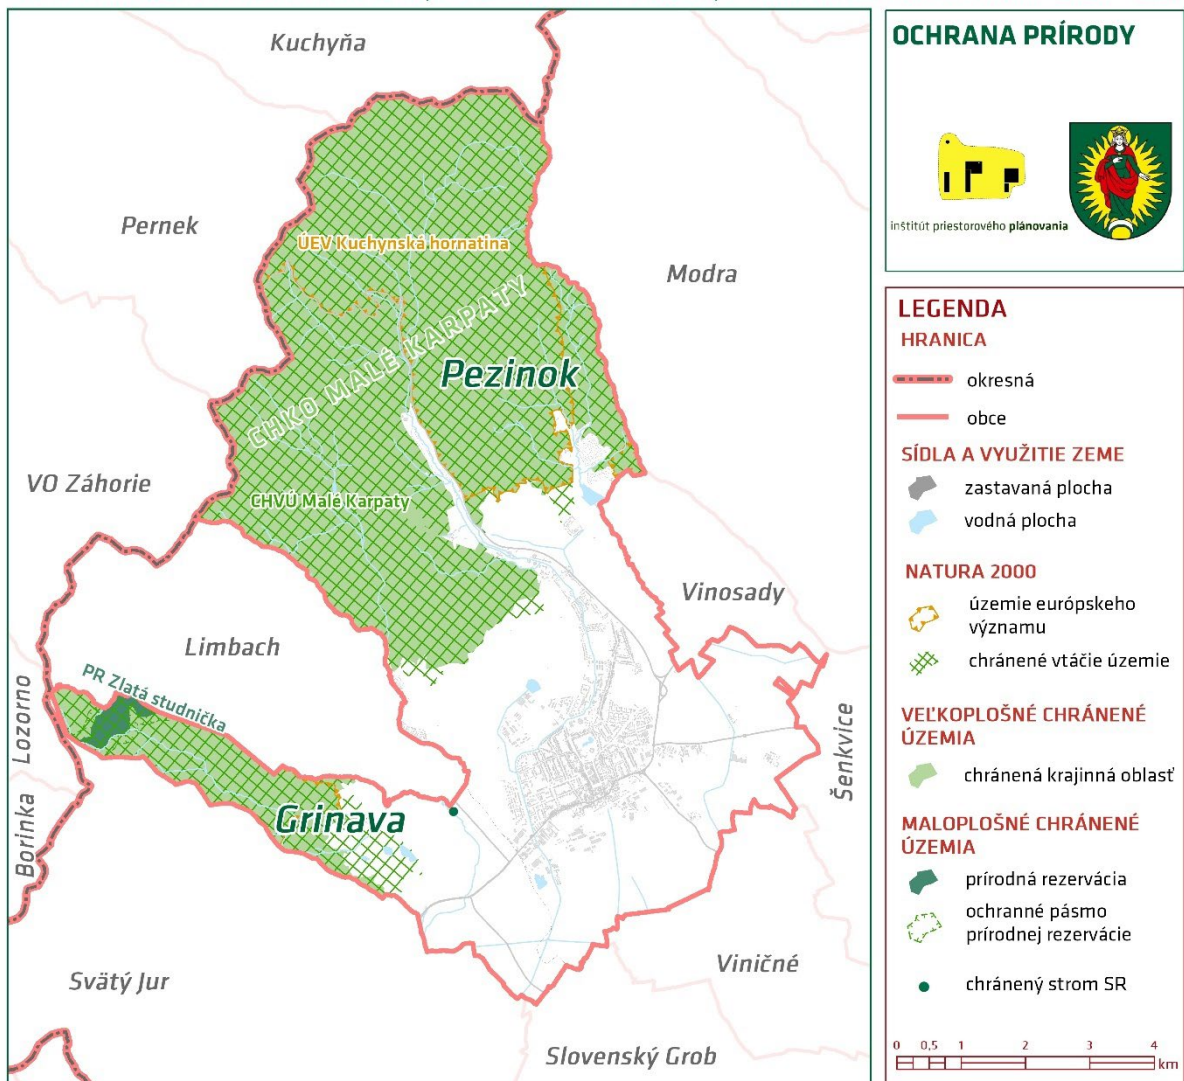 Kuchyňa
Pernek
ÚEV Kuchynská hornatina
Modra
CHKO MALÉ KARPATY
Pezinok
VO Záhorie
CHVÚ Malé Karpaty
Vinosady
Limbach
PR Zlatá studnička
Lozorno
Šenkvice
Grinava
Borinka
Viničné
Svätý Jur
Slovenský Grob
OCHRANA PRÍRODY
inštitút priestorového plánovania
LEGENDA
HRANICA
okresná
obce
SÍDLA A VYUŽITIE ZEME
zastavaná plocha
vodná plocha
NATURA 2000
územie európskeho
významu
chránené vtáčie územie
VEĽKOPLOŠNÉ CHRÁNENÉ
ÚZEMIA
chránená krajinná oblasť
MALOPLOŠNÉ CHRÁNENÉ
ÚZEMIA
prírodná rezervácia
ochranné pásmo
prírodnej rezervácie
chránený strom SR
0 0,5 1 2 3 4
km